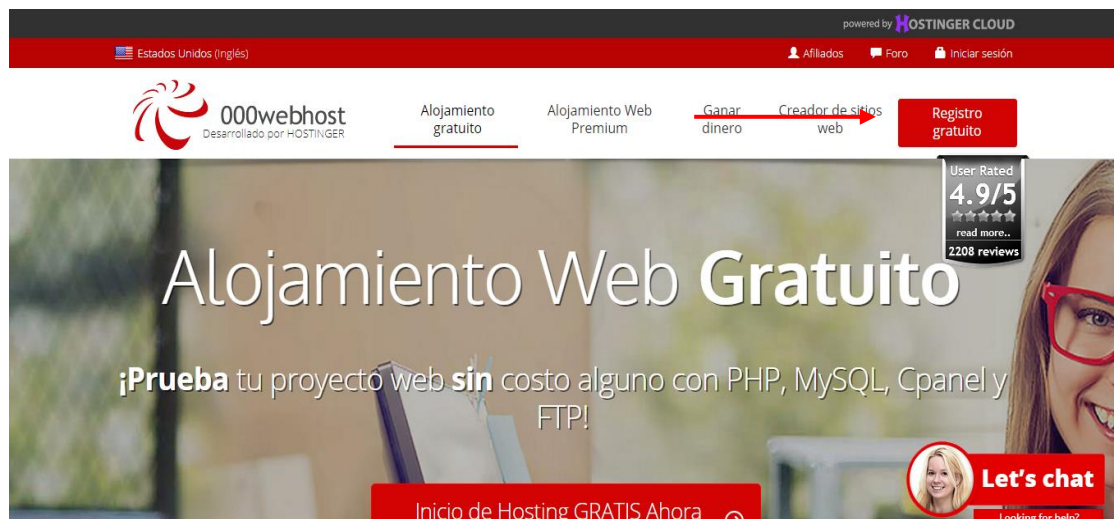 powered by HOSTINGER CLOUD
Estados Unidos (Inglés)
Afiliados
Foro
Iniciar sesión
000webhost
Desarrollado por HOSTINGER
Alojamiento
gratuito
Alojamiento Web
Premium
Ganar
dinero
Creador de sitios
web
Registro
gratuito
User Rated
4.9/5
read more..
2208 reviews
Alojamiento Web Gratuito
¡Prueba tu proyecto web sin costo alguno con PHP, MySQL, Cpanel y
FTP!
Inicio de Hosting GRATIS Ahora
Let's chat
Looking for help?